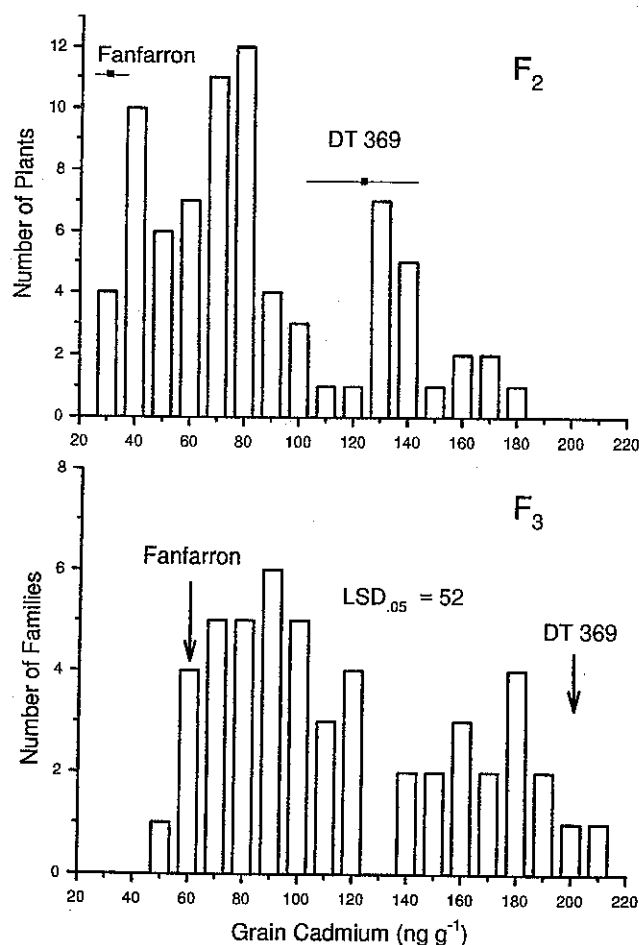 Number of Plants
12
10
8
6
4
2
0
Fanfarron
F₂
DT 369
20 40 60 80 100 120 140 160 180 200 220
Number of Families
8
6
4
2
0
F₃
Fanfarron
LSD.05 = 52
DT 369
20 40 60 80 100 120 140 160 180 200 220
Grain Cadmium (ng g⁻¹)